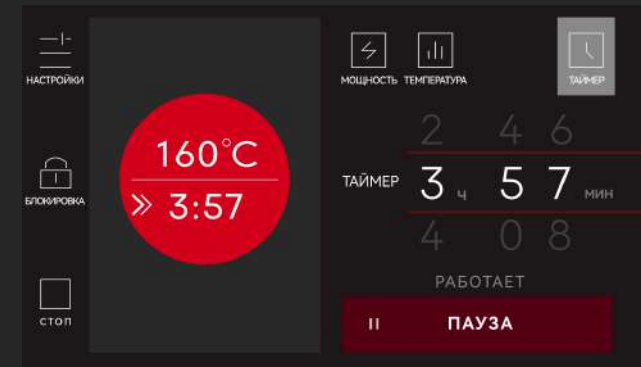 НАСТРОЙКИ
БЛОКИРОВКА
СТОП
160°C
» 3:57
МОЩНОСТЬ ТЕМПЕРАТУРА ТАЙМЕР
2 4 6
ТАЙМЕР 3 ч 5 7 мин
4 0 8
РАБОТАЕТ
ПАУЗА